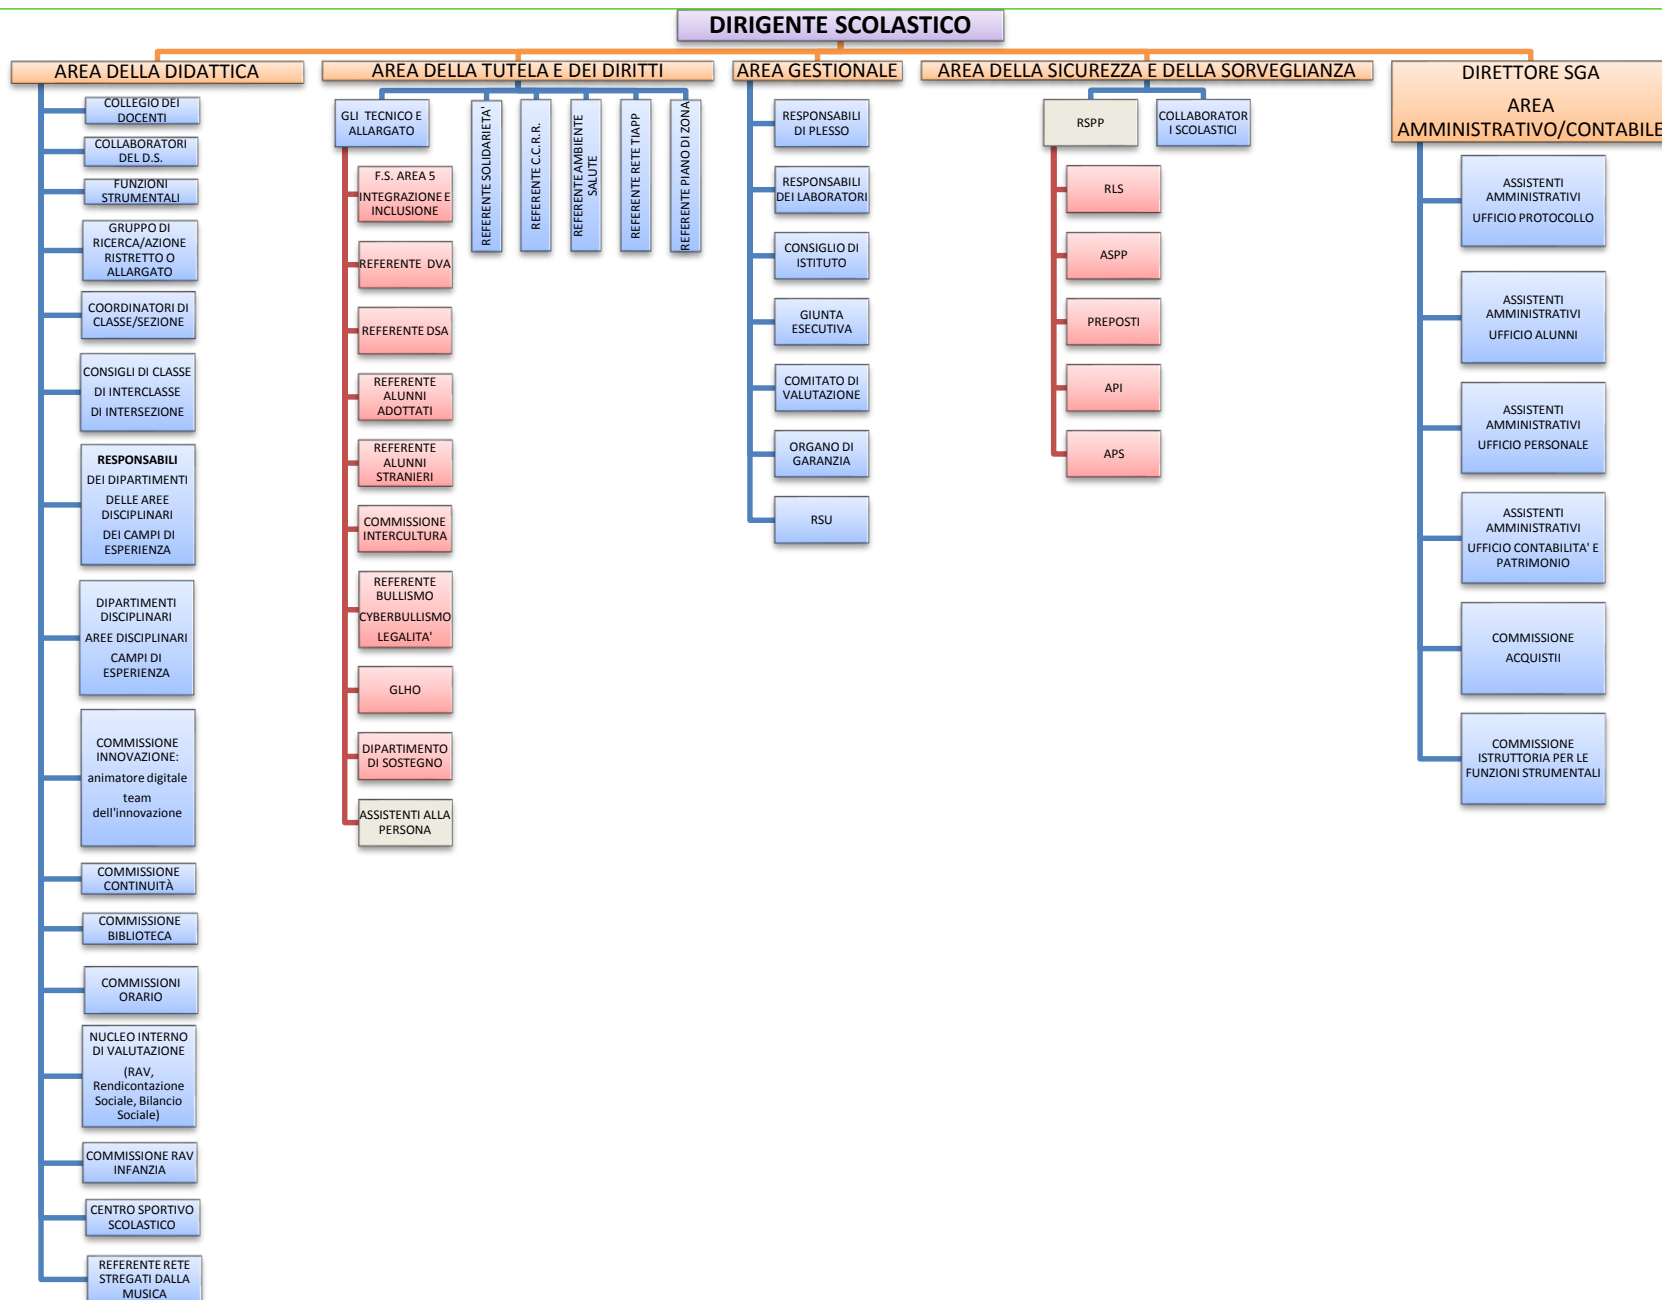 DIRIGENTE SCOLASTICO
AREA DELLA DIDATTICA
COLLEGIO DEI
DOCENTI
COLLABORATORI
DEL D.S.
FUNZIONI
STRUMENTALI
GRUPPO DI
RICERCA/AZIONE
RISTRETTO O
ALLARGATO
COORDINATORI DI
CLASSE/SEZIONE
CONSIGLI DI CLASSE
DI INTERCLASSE
DI INTERSEZIONE
RESPONSABILI
DEI DIPARTIMENTI
DELLE AREE
DISCIPLINARI
DEI CAMPI DI
ESPERIENZA
DIPARTIMENTI
DISCIPLINARI
AREE DISCIPLINARI
CAMPI DI
ESPERIENZA
COMMISSIONE
INNOVAZIONE:
animatore digitale
team
dell'innovazione
COMMISSIONE
CONTINUITÀ
COMMISSIONE
BIBLIOTECA
COMMISSIONI
ORARIO
NUCLEO INTERNO
DI VALUTAZIONE
(RAV,
Rendicontazione
Sociale, Bilancio
Sociale)
COMMISSIONE RAV
INFANZIA
CENTRO SPORTIVO
SCOLASTICO
REFERENTE RETE
STREGATI DALLA
MUSICA
AREA DELLA TUTELA E DEI DIRITTI
GLI TECNICO E
ALLARGATO
F.S. AREA 5
INTEGRAZIONE E
INCLUSIONE
REFERENTE DVA
REFERENTE DSA
REFERENTE
ALUNNI
ADOTTATI
REFERENTE
ALUNNI
STRANIERI
COMMISSIONE
INTERCULTURA
REFERENTE
BULLISMO
CYBERBULLISMO
LEGALITA'
GLHO
DIPARTIMENTO
DI SOSTEGNO
ASSISTENTI ALLA
PERSONA
REFERENTE SOLIDARIETA'
REFERENTE C.C.R.R.
REFERENTE AMBIENTE
SALUTE
REFERENTE RETE TIAPP
REFERENTE PIANO DI ZONA
AREA GESTIONALE
RESPONSABILI
DI PLESSO
RESPONSABILI
DEI LABORATORI
CONSIGLIO DI
ISTITUTO
GIUNTA
ESECUTIVA
COMITATO DI
VALUTAZIONE
ORGANO DI
GARANZIA
RSU
AREA DELLA SICUREZZA E DELLA SORVEGLIANZA
RSPP
RLS
ASPP
PREPOSTI
API
APS
COLLABORATOR
I SCOLASTICI
DIRETTORE SGA
AREA
AMMINISTRATIVO/CONTABILE
ASSISTENTI
AMMINISTRATIVI
UFFICIO PROTOCOLLO
ASSISTENTI
AMMINISTRATIVI
UFFICIO ALUNNI
ASSISTENTI
AMMINISTRATIVI
UFFICIO PERSONALE
ASSISTENTI
AMMINISTRATIVI
UFFICIO CONTABILITA' E
PATRIMONIO
COMMISSIONE
ACQUISTII
COMMISSIONE
ISTRUTTORIA PER LE
FUNZIONI STRUMENTALI